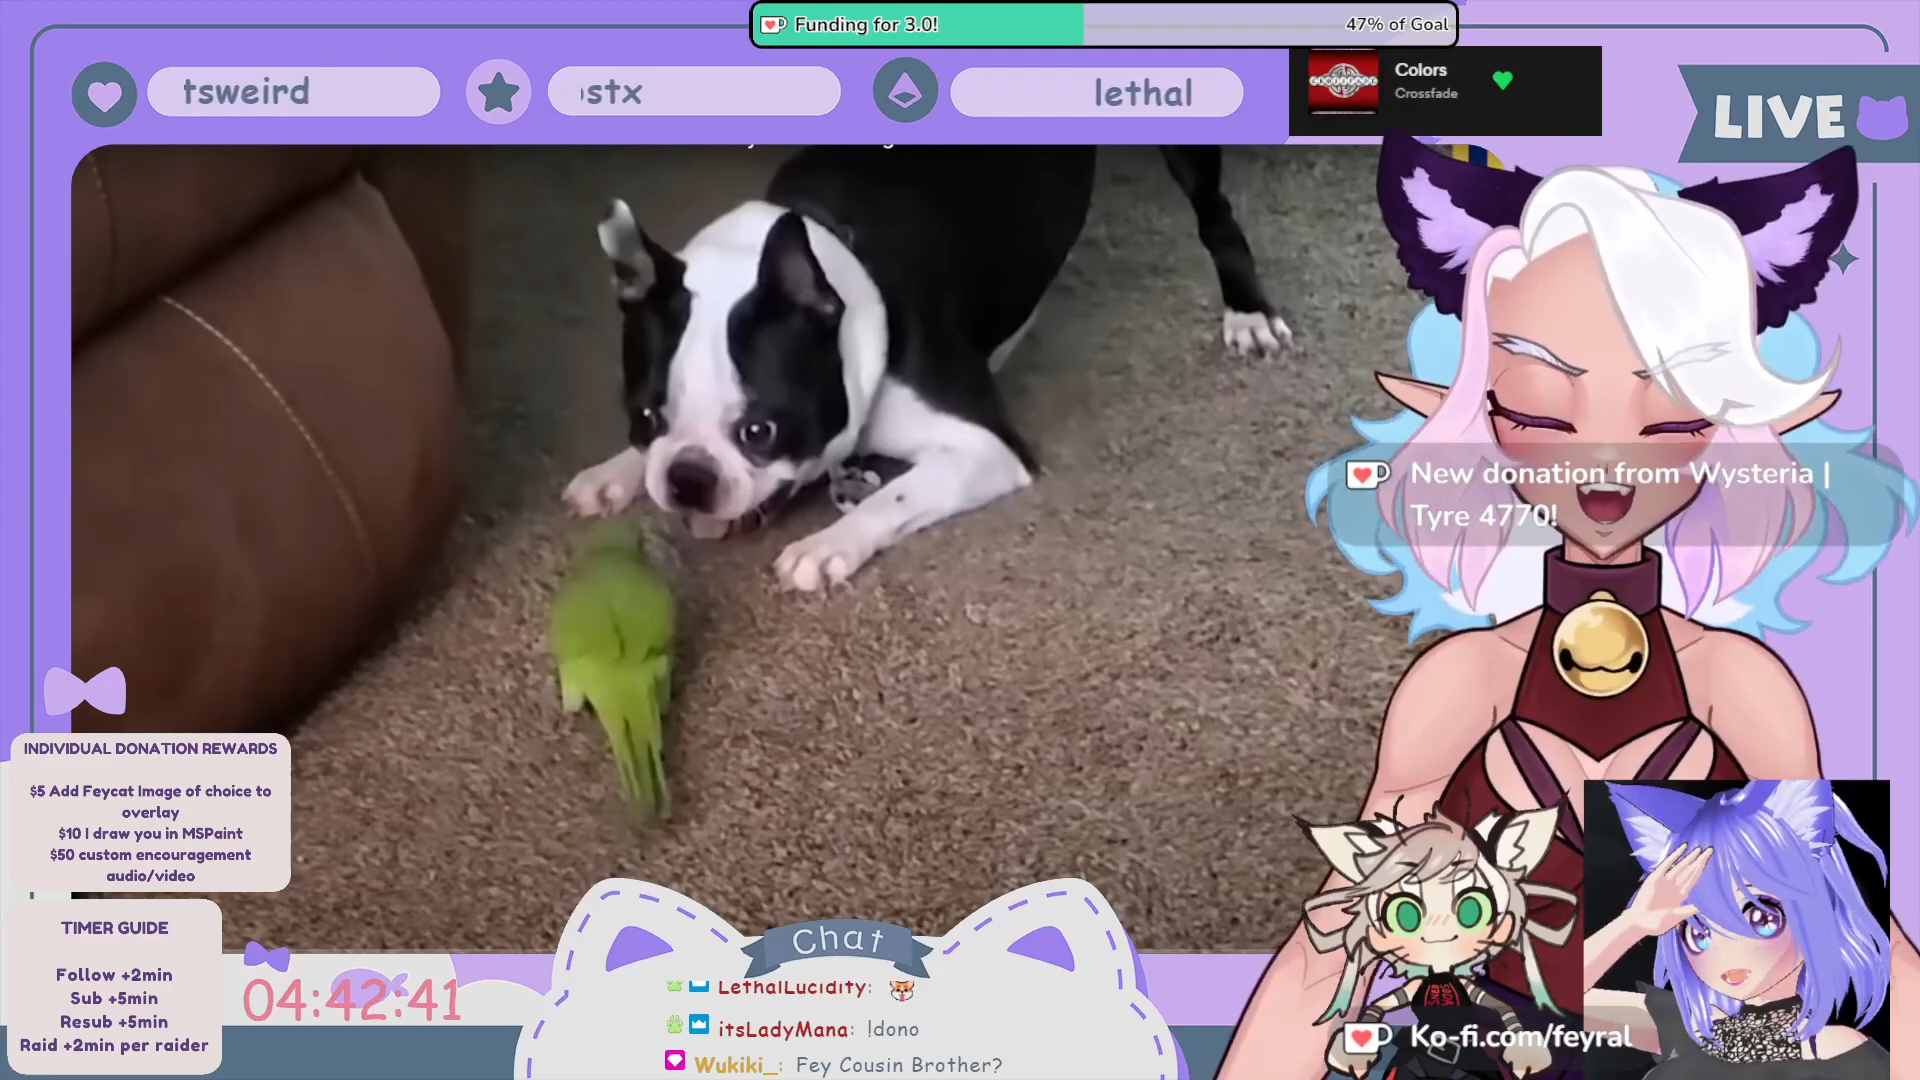 Funding for 3.0!
47% of Goal
tsweird
stx
lethal
Colors
Crossfade
LIVE
New donation from Wysteria |
Tyre 4770!
INDIVIDUAL DONATION REWARDS
$5 Add Feycat Image of choice to
overlay
$10 I draw you in MSPaint
$50 custom encouragement
audio/video
TIMER GUIDE
Follow +2min
Sub +5min
Resub +5min
Raid +2min per raider
04:42:41
Chat
LethalLucidity:
itsLadyMana: !dono
Wukiki_: Fey Cousin Brother?
Ko-fi.com/feyral